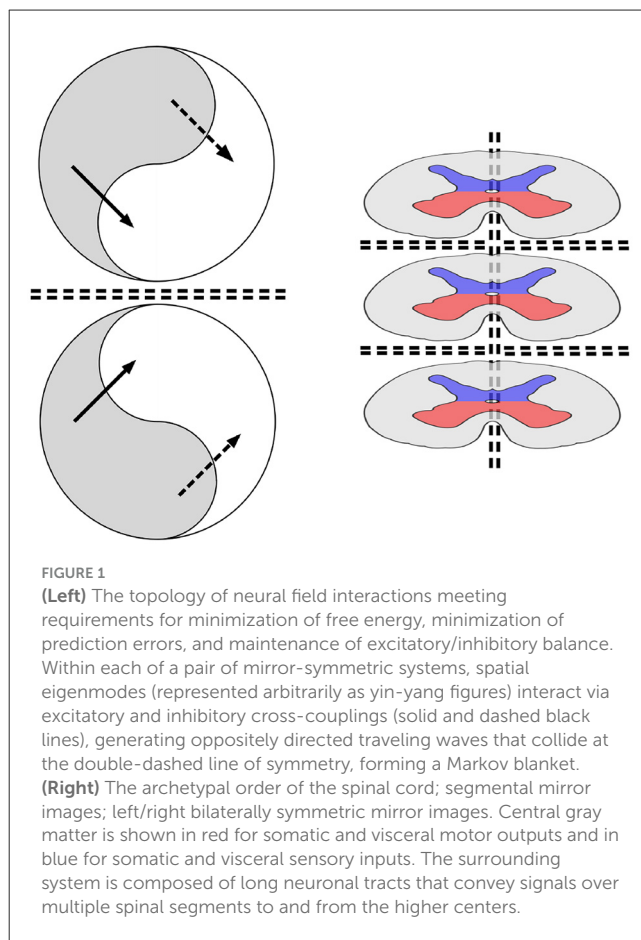 FIGURE 1
(Left) The topology of neural field interactions meeting
requirements for minimization of free energy, minimization of
prediction errors, and maintenance of excitatory/inhibitory balance.
Within each of a pair of mirror-symmetric systems, spatial
eigenmodes (represented arbitrarily as yin-yang figures) interact via
excitatory and inhibitory cross-couplings (solid and dashed black
lines), generating oppositely directed traveling waves that collide at
the double-dashed line of symmetry, forming a Markov blanket.
(Right) The archetypal order of the spinal cord; segmental mirror
images; left/right bilaterally symmetric mirror images. Central gray
matter is shown in red for somatic and visceral motor outputs and in
blue for somatic and visceral sensory inputs. The surrounding
system is composed of long neuronal tracts that convey signals over
multiple spinal segments to and from the higher centers.